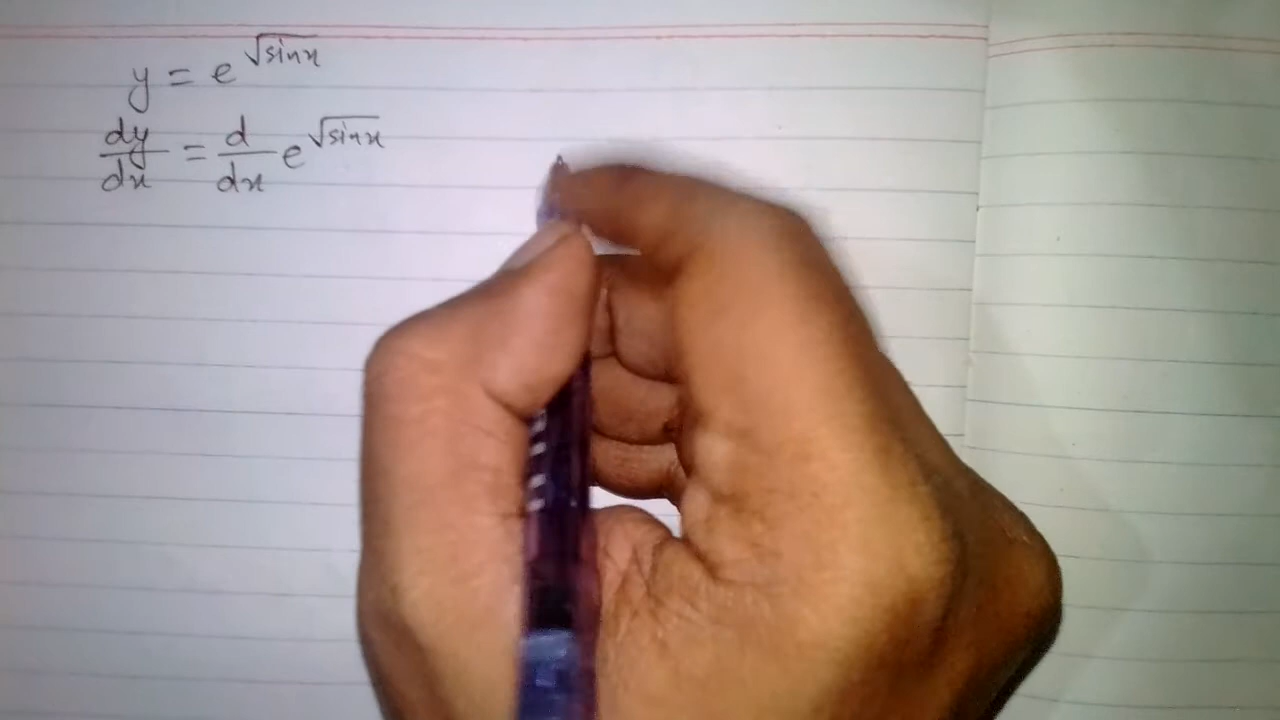 y = e^√sinx
dy/dx = d/dx e^√sinx